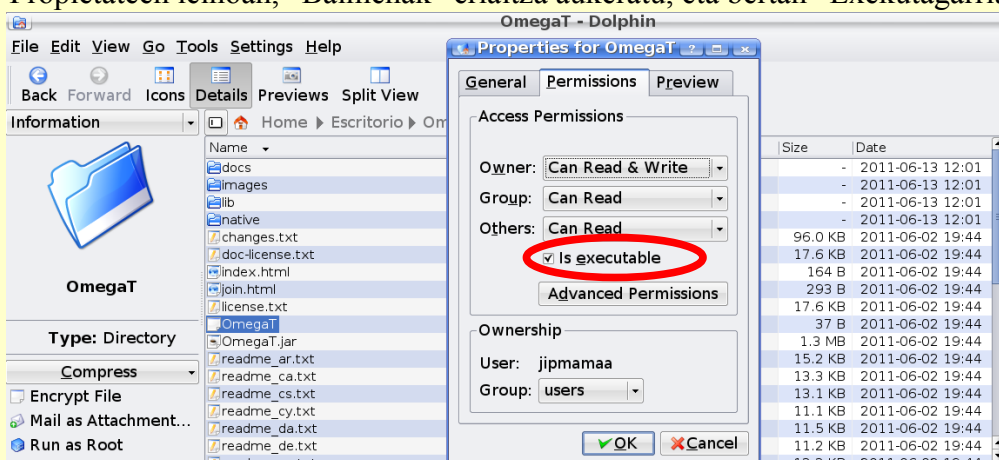 OmegaT - Dolphin
File Edit View Go Tools Settings Help
Back Forward Icons Details Previews Split View
Information
Home Escritorio Om
Name Size Date
docs - 2011-06-13 12:01
images - 2011-06-13 12:01
lib - 2011-06-13 12:01
native - 2011-06-13 12:01
changes.txt 96.0 KB 2011-06-02 19:44
doc-license.txt 17.6 KB 2011-06-02 19:44
index.html 164 B 2011-06-02 19:44
join.html 293 B 2011-06-02 19:44
license.txt 17.6 KB 2011-06-02 19:44
OmegaT 37 B 2011-06-02 19:44
OmegaT.jar 1.3 MB 2011-06-02 19:44
readme_ar.txt 15.2 KB 2011-06-02 19:44
readme_ca.txt 13.3 KB 2011-06-02 19:44
readme_cs.txt 13.1 KB 2011-06-02 19:44
readme_cy.txt 11.1 KB 2011-06-02 19:44
readme_da.txt 11.5 KB 2011-06-02 19:44
readme_de.txt 11.2 KB 2011-06-02 19:44
OmegaT
Type: Directory
Compress
Encrypt File
Mail as Attachment...
Run as Root
Properties for OmegaT
General Permissions Preview
Access Permissions
Owner: Can Read & Write
Group: Can Read
Others: Can Read
Is executable
Advanced Permissions
Ownership
User: jipmamaa
Group: users
OK Cancel